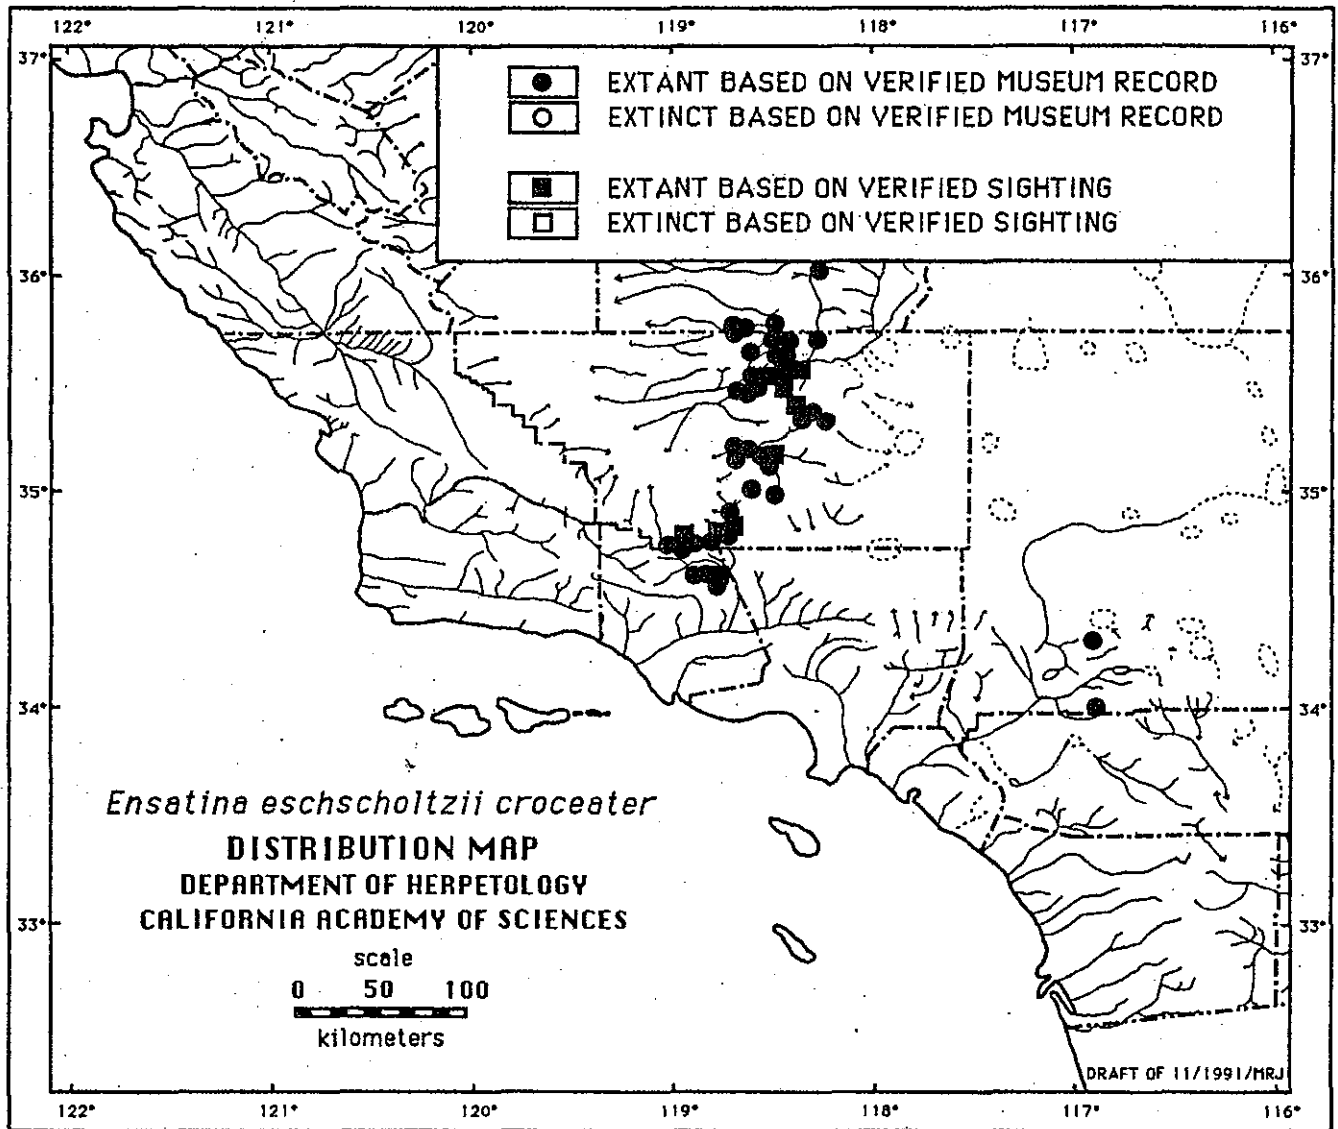 122° 121° 120° 119° 118° 117° 116°
37° 37°
EXTANT BASED ON VERIFIED MUSEUM RECORD
EXTINCT BASED ON VERIFIED MUSEUM RECORD
EXTANT BASED ON VERIFIED SIGHTING
EXTINCT BASED ON VERIFIED SIGHTING
36° 36°
35° 35°
34° 34°
Ensatina eschscholtzii croceater
DISTRIBUTION MAP
DEPARTMENT OF HERPETOLOGY
CALIFORNIA ACADEMY OF SCIENCES
33° 33°
scale
0 50 100
kilometers
DRAFT OF 11/1991/MRJ
122° 121° 120° 119° 118° 117° 116°